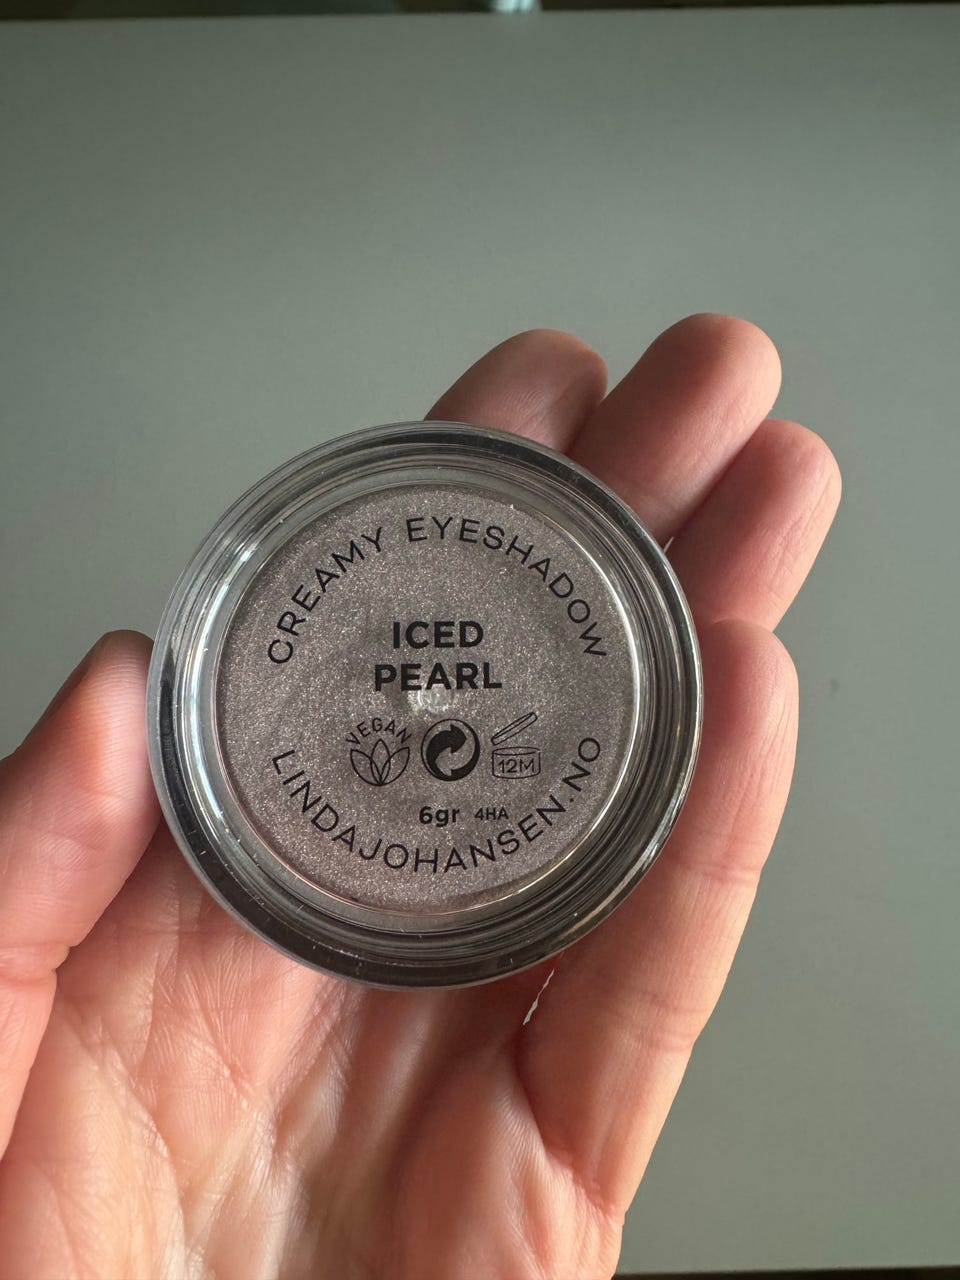 CREAMY EYESHADOW
ICED
PEARL
VEGAN
12M
6gr 4HA
LINDAJOHANSEN.NO